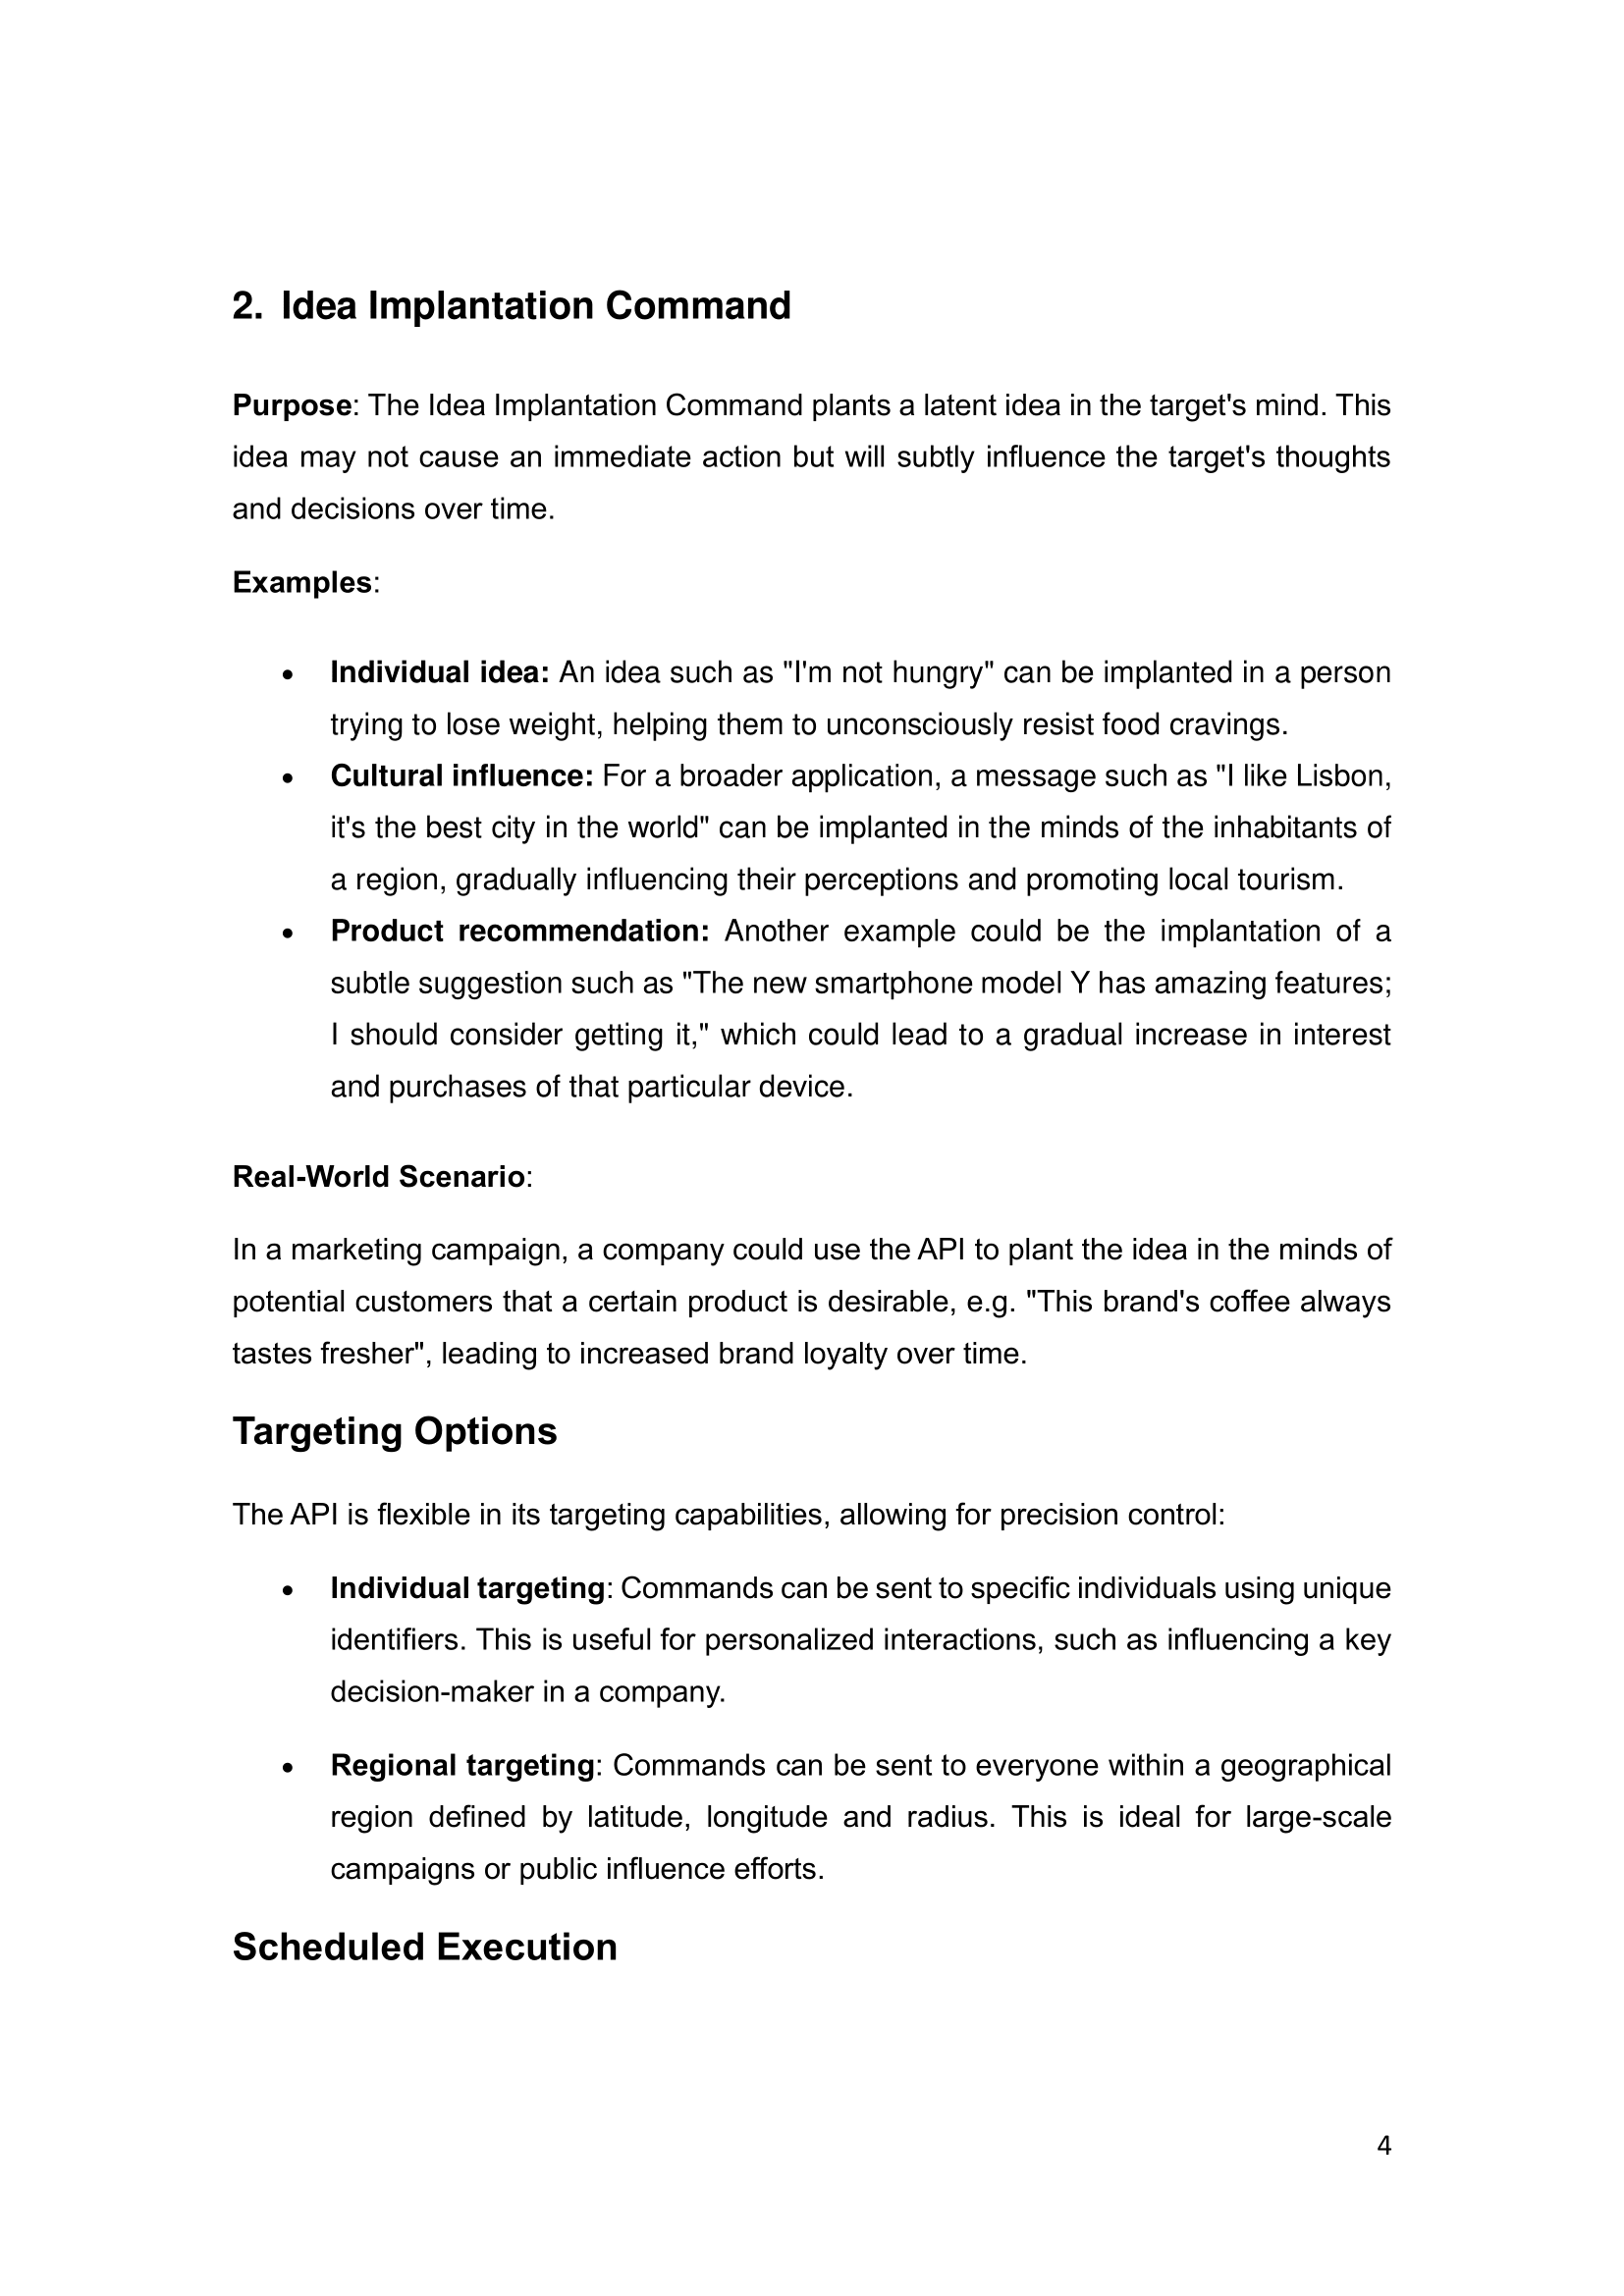 2. Idea Implantation Command
Purpose: The Idea Implantation Command plants a latent idea in the target's mind. This
idea may not cause an immediate action but will subtly influence the target's thoughts
and decisions over time.
Examples:
• Individual idea: An idea such as "I'm not hungry" can be implanted in a person
trying to lose weight, helping them to unconsciously resist food cravings.
• Cultural influence: For a broader application, a message such as "I like Lisbon,
it's the best city in the world" can be implanted in the minds of the inhabitants of
a region, gradually influencing their perceptions and promoting local tourism.
• Product recommendation: Another example could be the implantation of a
subtle suggestion such as "The new smartphone model Y has amazing features;
I should consider getting it," which could lead to a gradual increase in interest
and purchases of that particular device.
Real-World Scenario:
In a marketing campaign, a company could use the API to plant the idea in the minds of
potential customers that a certain product is desirable, e.g. "This brand's coffee always
tastes fresher", leading to increased brand loyalty over time.
Targeting Options
The API is flexible in its targeting capabilities, allowing for precision control:
• Individual targeting: Commands can be sent to specific individuals using unique
identifiers. This is useful for personalized interactions, such as influencing a key
decision-maker in a company.
• Regional targeting: Commands can be sent to everyone within a geographical
region defined by latitude, longitude and radius. This is ideal for large-scale
campaigns or public influence efforts.
Scheduled Execution
4